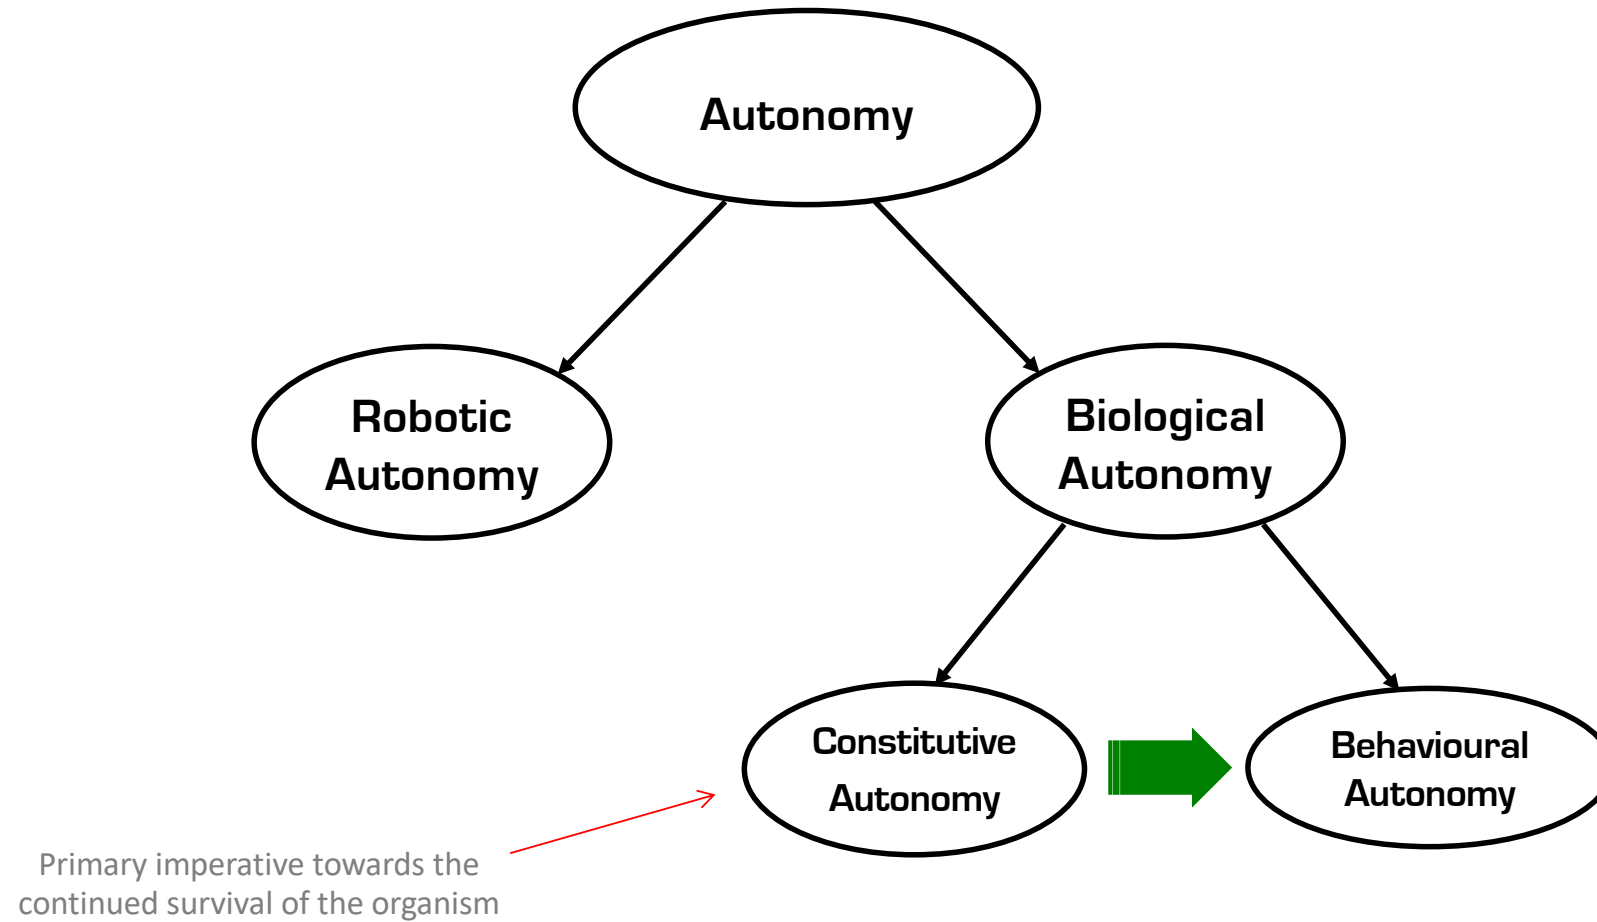 Autonomy
Robotic
Autonomy
Biological
Autonomy
Constitutive
Autonomy
Behavioural
Autonomy
Primary imperative towards the
continued survival of the organism